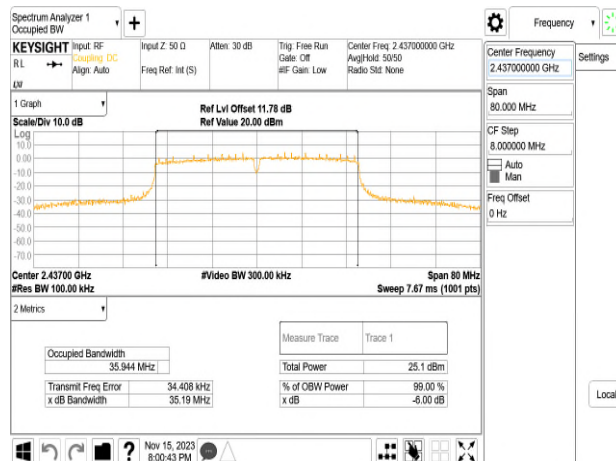 Spectrum Analyzer 1
Occupied BW
Frequency
KEYSIGHT
Input: RF
Coupling: DC
Align: Auto
Input Z: 50 Ω
Freq Ref: Int (S)
Atten: 30 dB
Trig: Free Run
Gate: Off
#IF Gain: Low
Center Freq: 2.437000000 GHz
Avg|Hold: 50/50
Radio Std: None
RL
Center Frequency
2.437000000 GHz
Settings
Span
80.000 MHz
CF Step
8.000000 MHz
Auto
Man
Freq Offset
0 Hz
Local
1 Graph
Scale/Div 10.0 dB
Ref Lvl Offset 11.78 dB
Ref Value 20.00 dBm
Log
10.0
0.00
-10.0
-20.0
-30.0
-40.0
-50.0
-60.0
-70.0
Center 2.43700 GHz
#Res BW 100.00 kHz
#Video BW 300.00 kHz
Span 80 MHz
Sweep 7.67 ms (1001 pts)
2 Metrics
Measure Trace Trace 1
Occupied Bandwidth
35.944 MHz
Total Power 25.1 dBm
Transmit Freq Error 34.408 kHz
% of OBW Power 99.00 %
x dB Bandwidth 35.19 MHz
x dB -6.00 dB
?
Nov 15, 2023
8:00:43 PM